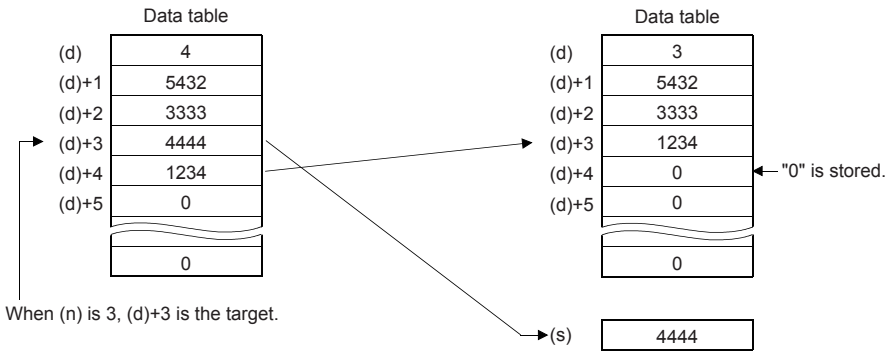 Data table
(d) 4
(d)+1 5432
(d)+2 3333
(d)+3 4444
(d)+4 1234
(d)+5 0
0
When (n) is 3, (d)+3 is the target.
Data table
(d) 3
(d)+1 5432
(d)+2 3333
(d)+3 1234
(d)+4 0 "0" is stored.
(d)+5 0
0
(s) 4444